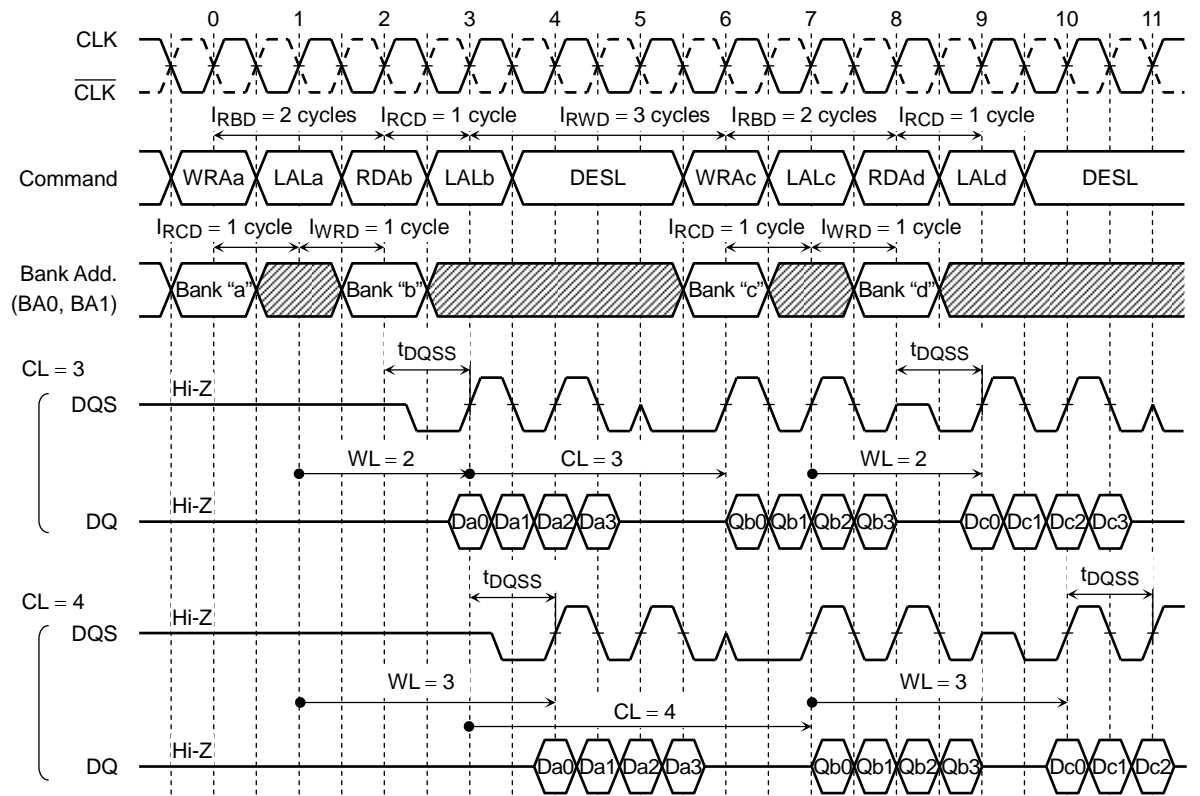 0 1 2 3 4 5 6 7 8 9 10 11
CLK
CLK
IRBD = 2 cycles IRCD = 1 cycle IRWD = 3 cycles IRBD = 2 cycles IRCD = 1 cycle
Command WRAa LALa RDAb LALb DESL WRAc LALc RDAd LALd DESL
IRCD = 1 cycle IWRD = 1 cycle IRCD = 1 cycle IWRD = 1 cycle
Bank Add.
(BA0, BA1)
Bank “a” Bank “b” Bank “c” Bank “d”
tDQSS tDQSS
CL = 3
Hi-Z
DQS
WL = 2 CL = 3 WL = 2
Hi-Z
DQ Da0 Da1 Da2 Da3 Qb0 Qb1 Qb2 Qb3 Dc0 Dc1 Dc2 Dc3
tDQSS tDQSS
CL = 4
Hi-Z
DQS
WL = 3 WL = 3
CL = 4
Hi-Z
DQ Da0 Da1 Da2 Da3 Qb0 Qb1 Qb2 Qb3 Dc0 Dc1 Dc2